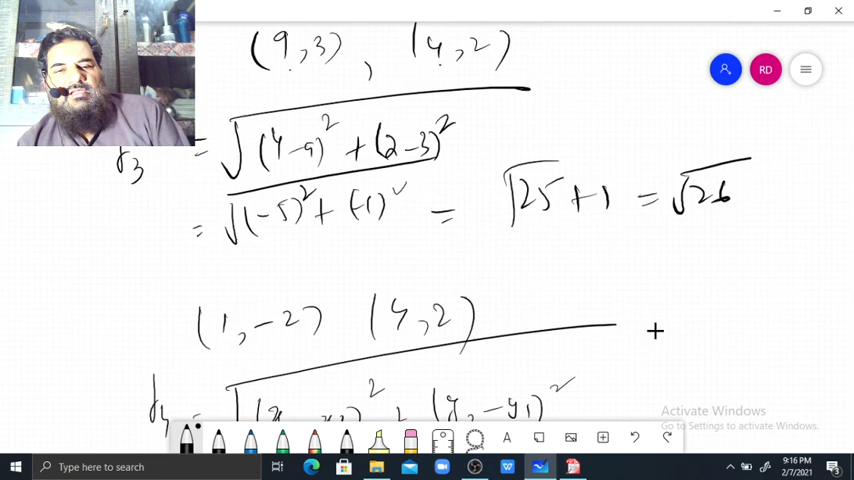 (9,3), (4,2)
RD
d3 = √(4-9)² + (2-3)²
= √(-5)² + (-1)² = √25 + 1 = √26
(1,-2) (4,2)
d4 = √(x₂ - x₁)² + (y₂ - y₁)²
Activate Windows
Go to Settings to activate Windows.
A
Type here to search
W
9:16 PM
2/7/2021
3